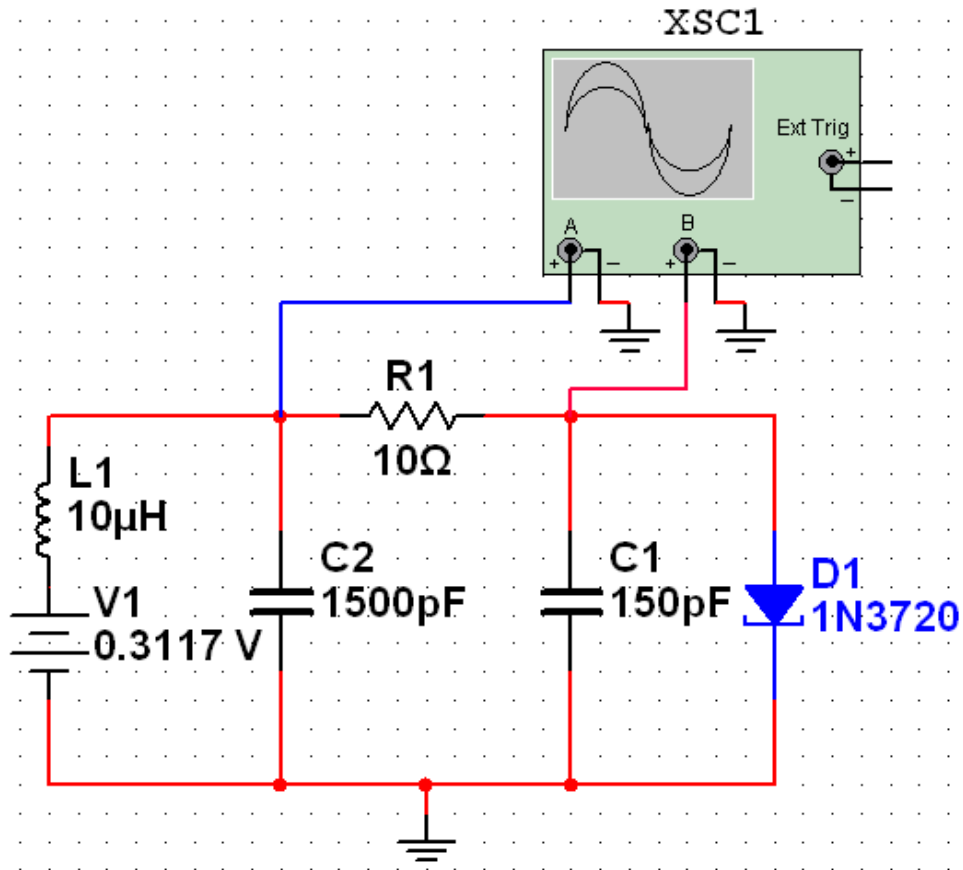 XSC1
Ext Trig
+
−
A
B
+
−
+
−
R1
10Ω
L1
10µH
V1
0.3117 V
C2
1500pF
C1
150pF
D1
1N3720